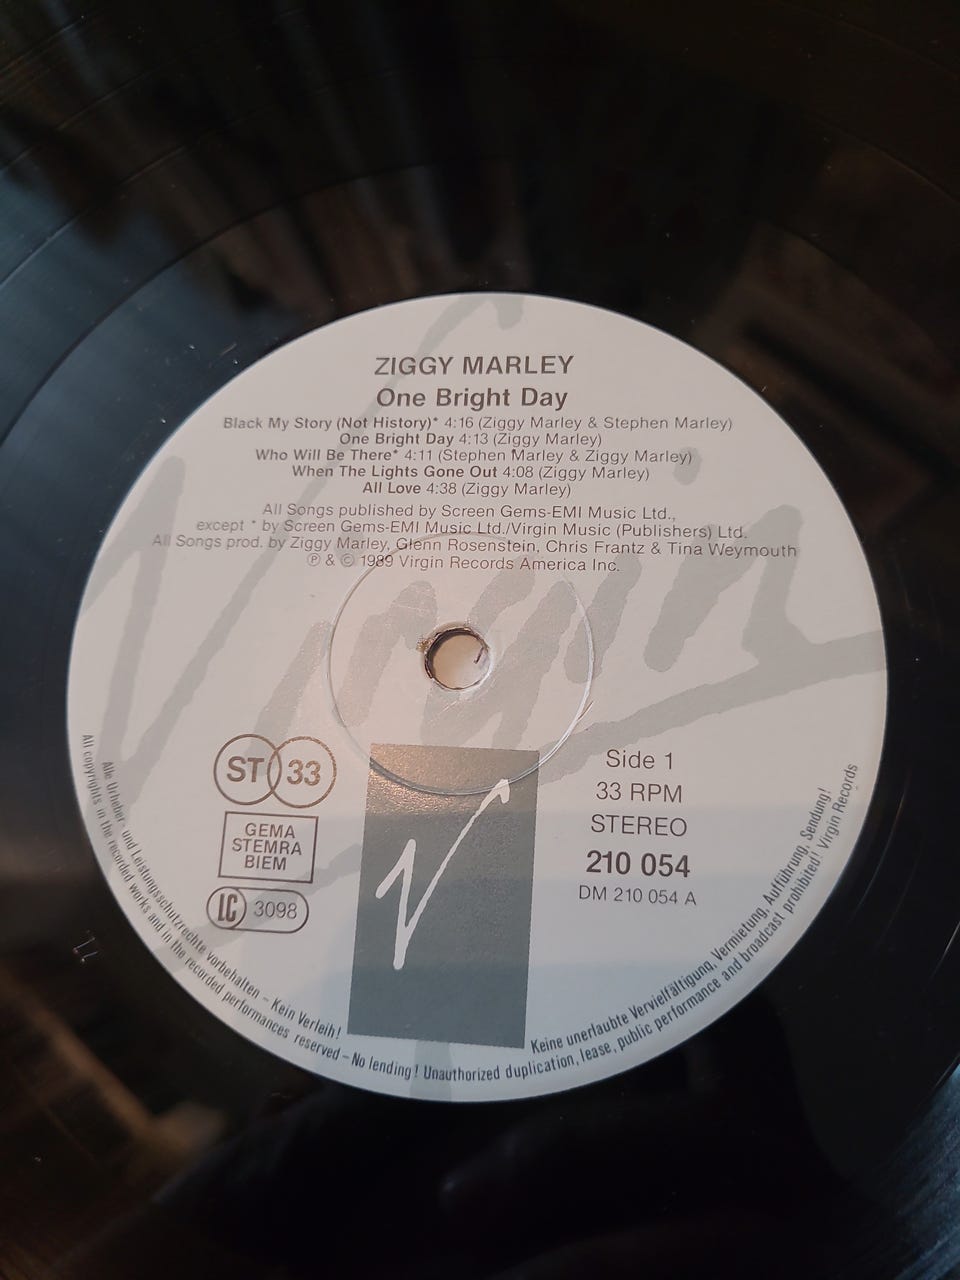 ZIGGY MARLEY
One Bright Day
Black My Story (Not History)* 4:16 (Ziggy Marley & Stephen Marley)
One Bright Day 4:13 (Ziggy Marley)
Who Will Be There* 4:11 (Stephen Marley & Ziggy Marley)
When The Lights Gone Out 4:08 (Ziggy Marley)
All Love 4:38 (Ziggy Marley)
All Songs published by Screen Gems-EMI Music Ltd.,
except * by Screen Gems-EMI Music Ltd./Virgin Music (Publishers) Ltd.
All Songs prod. by Ziggy Marley, Glenn Rosenstein, Chris Frantz & Tina Weymouth
℗ & © 1989 Virgin Records America Inc.
Virgin
ST 33
GEMA
STEMRA
BIEM
LC 3098
V
Side 1
33 RPM
STEREO
210 054
DM 210 054 A
Alle Urheber- und Leistungsschutzrechte vorbehalten – Kein Verleih! Keine unerlaubte Vervielfältigung, Vermietung, Aufführung, Sendung!
All copyrights in the recorded works and in the recorded performances reserved – No lending! Unauthorized duplication, lease, public performance and broadcast prohibited! Virgin Records